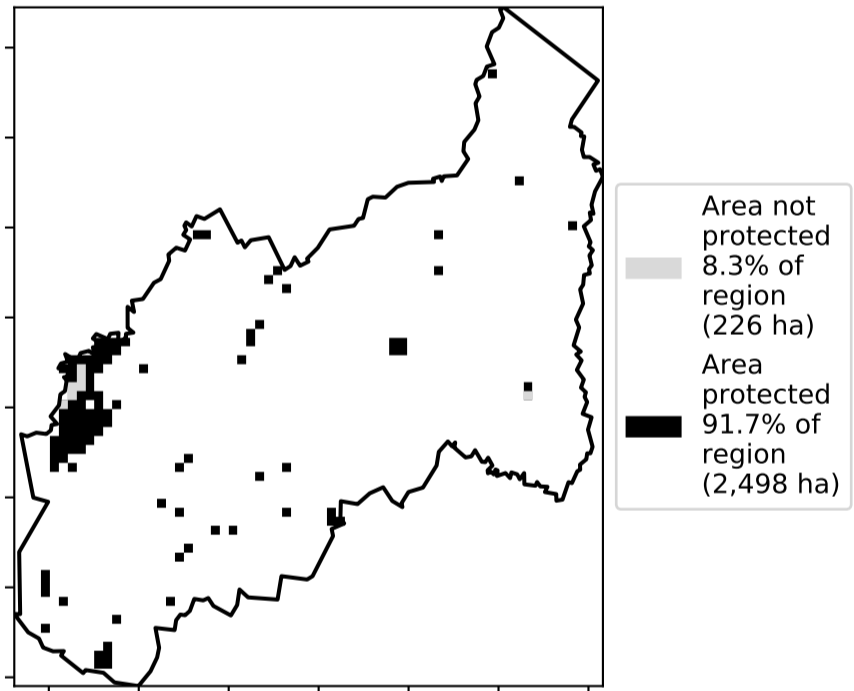 Area not
protected
8.3% of
region
(226 ha)
Area
protected
91.7% of
region
(2,498 ha)